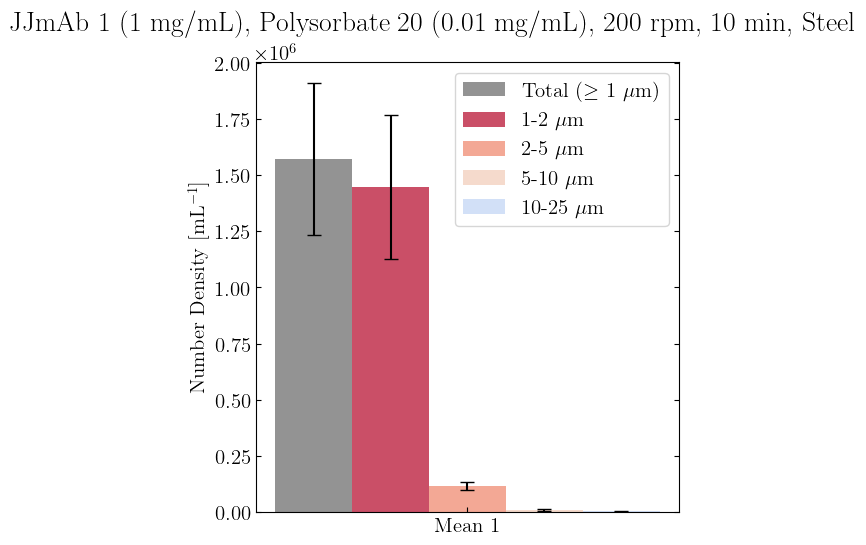 JJmAb 1 (1 mg/mL), Polysorbate 20 (0.01 mg/mL), 200 rpm, 10 min, Steel
×10⁶
2.00
1.75
1.50
1.25
1.00
0.75
0.50
0.25
0.00
Number Density [mL⁻¹]
Total (≥ 1 μm)
1-2 μm
2-5 μm
5-10 μm
10-25 μm
Mean 1